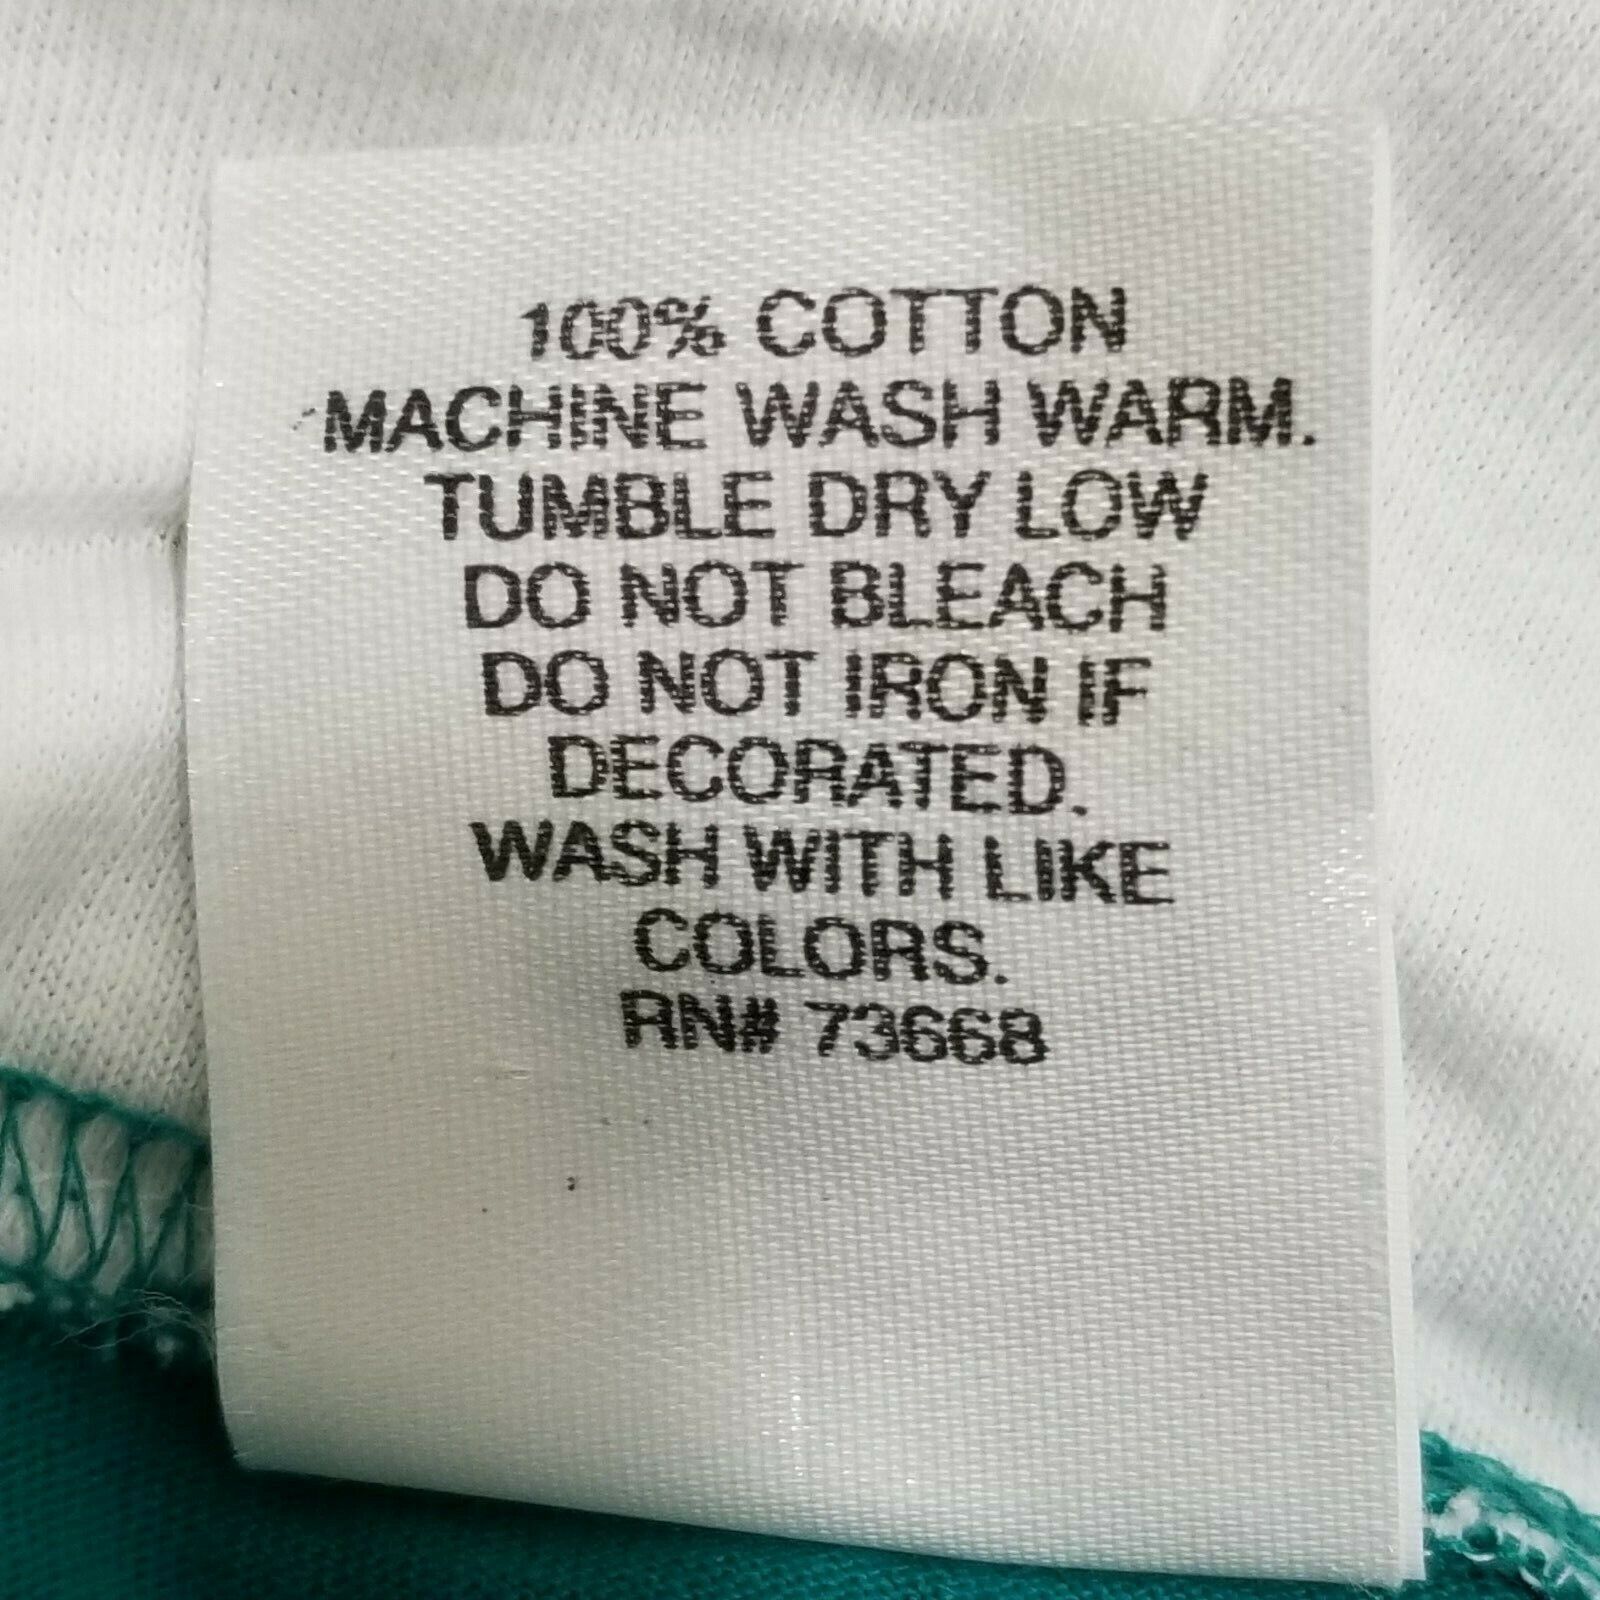 100% COTTON
MACHINE WASH WARM.
TUMBLE DRY LOW
DO NOT BLEACH
DO NOT IRON IF
DECORATED.
WASH WITH LIKE
COLORS.
RN# 73668